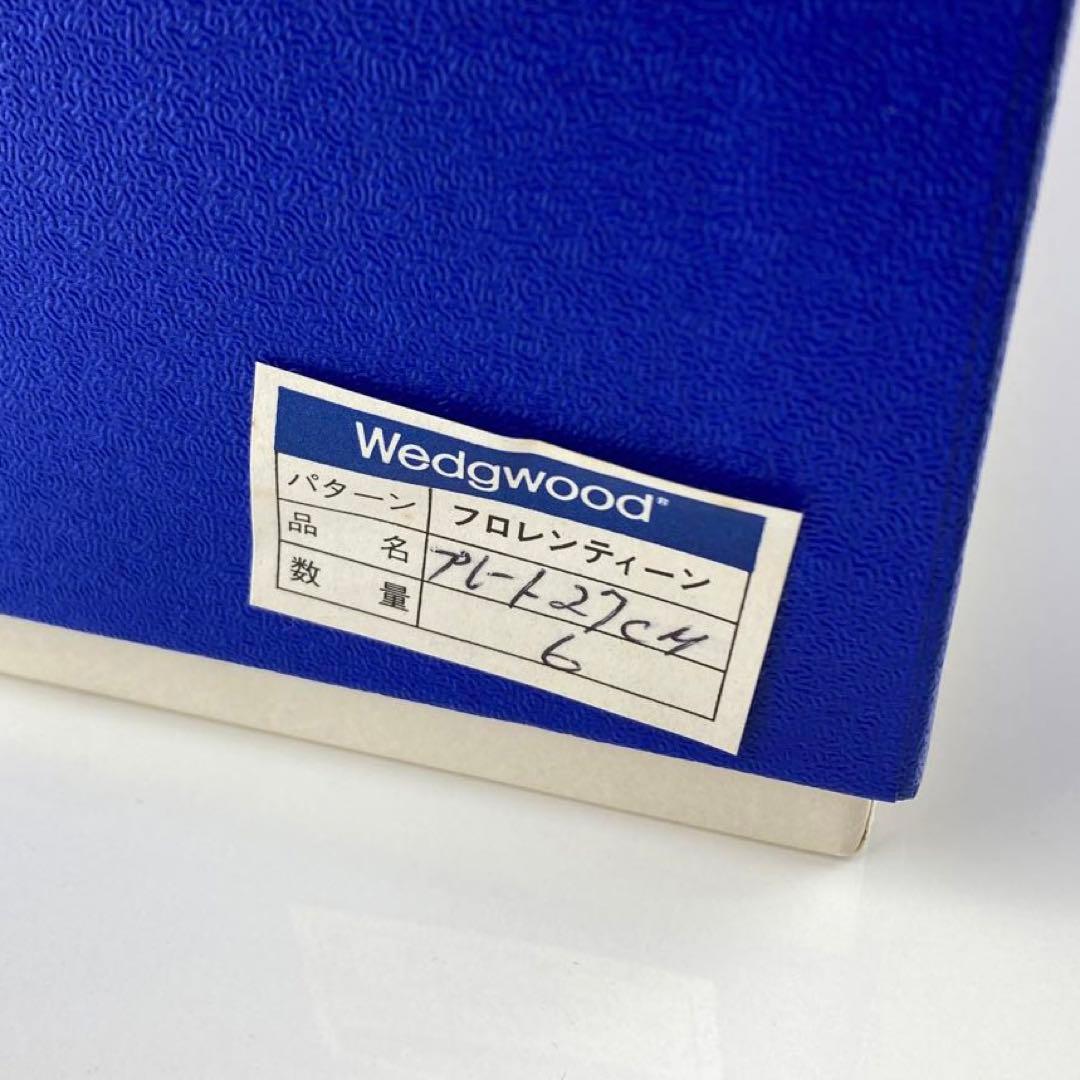 Wedgwood®
パターン フロレンティーン
品名 プレート27cm
数量 6